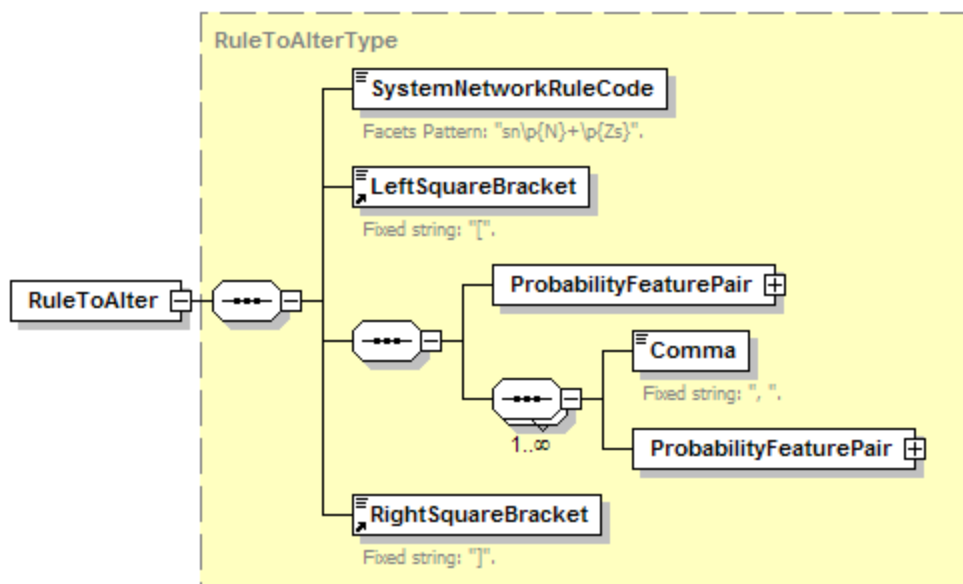 RuleToAlterType
SystemNetworkRuleCode
Facets Pattern: "sn\p{N}+\p{Zs}".
LeftSquareBracket
Fixed string: "[".
RuleToAlter
ProbabilityFeaturePair
Comma
Fixed string: ", ".
1..∞
ProbabilityFeaturePair
RightSquareBracket
Fixed string: "]".